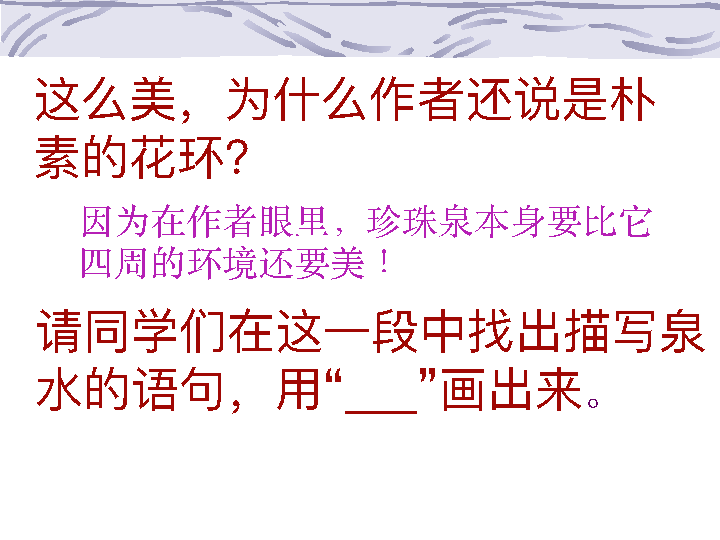 这么美，为什么作者还说是朴
素的花环？
因为在作者眼里，珍珠泉本身要比它
四周的环境还要美！
请同学们在这一段中找出描写泉
水的语句，用“___”画出来。